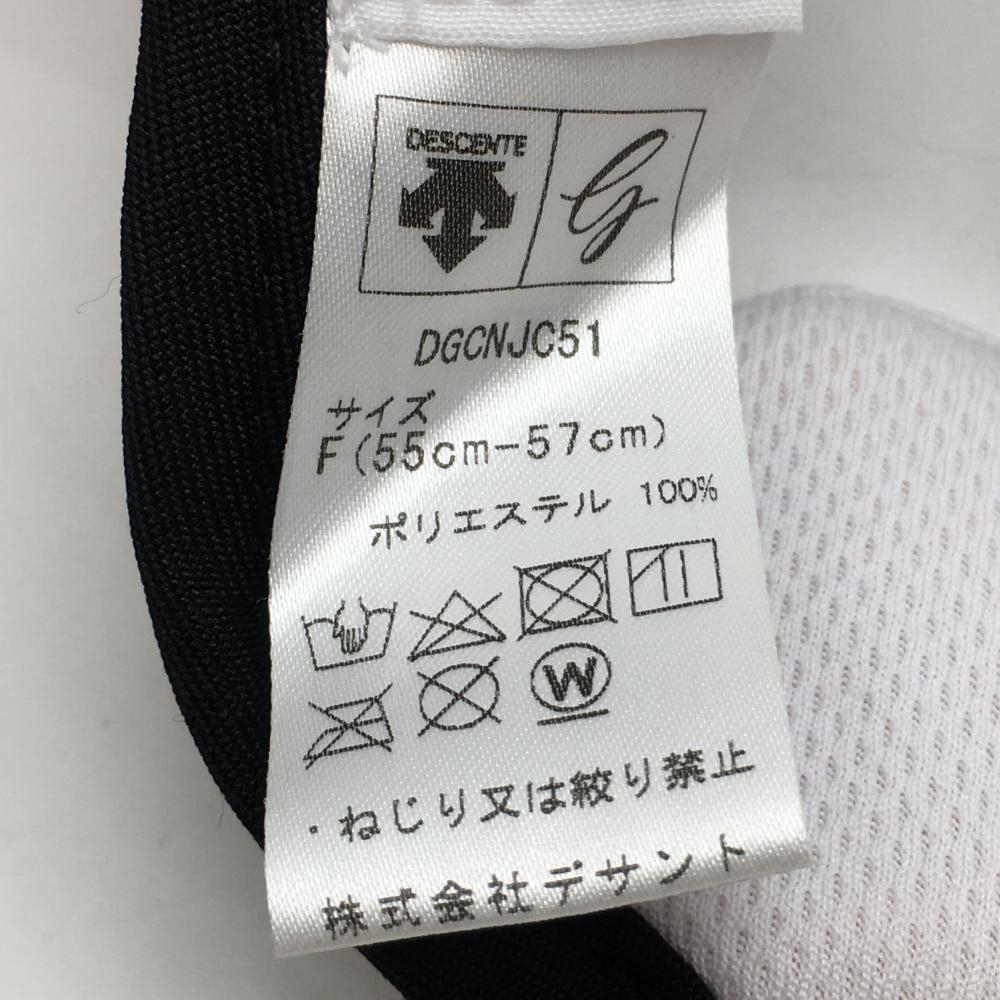 DESCENTE
G
DGCNJC51
サイズ
F(55cm-57cm)
ポリエステル 100%
W
・ねじり又は絞り禁止
株式会社デサント